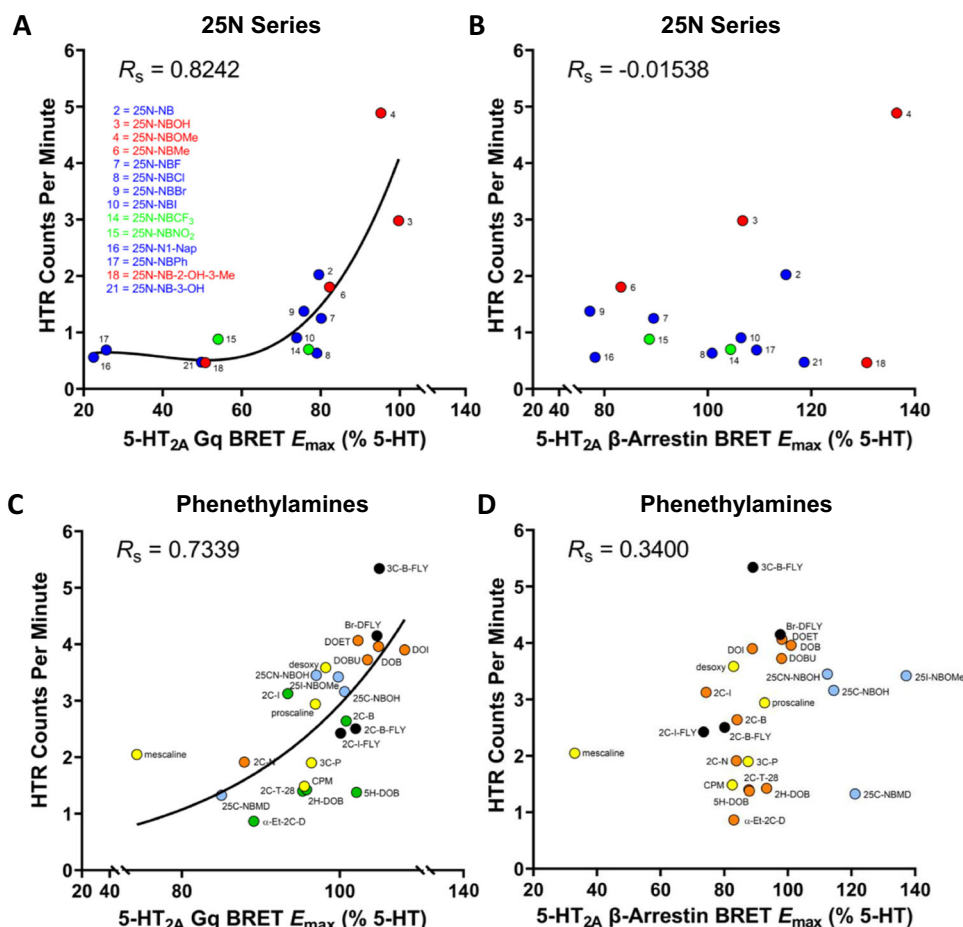 A
25N Series
HTR Counts Per Minute
6
5
4
3
2
1
0
Rs = 0.8242
2 = 25N-NB
3 = 25N-NBOH
4 = 25N-NBOMe
6 = 25N-NBMe
7 = 25N-NBF
8 = 25N-NBCl
9 = 25N-NBBr
10 = 25N-NBI
14 = 25N-NBCF3
15 = 25N-NBNO2
16 = 25N-N1-Nap
17 = 25N-NBPh
18 = 25N-NB-2-OH-3-Me
21 = 25N-NB-3-OH
4
3
2
6
9
7
10
14
8
15
17
16
21
18
20 40 60 80 100 140
5-HT2A Gq BRET Emax (% 5-HT)
B
25N Series
HTR Counts Per Minute
6
5
4
3
2
1
0
Rs = -0.01538
4
3
2
6
9
7
15
10
8
14
17
16
21
18
80 100 120 140
5-HT2A β-Arrestin BRET Emax (% 5-HT)
C
Phenethylamines
HTR Counts Per Minute
6
5
4
3
2
1
0
Rs = 0.7339
3C-B-FLY
Br-DFLY
DOET
DOI
DOB
DOBU
desoxy
25CN-NBOH
25I-NBOMe
2C-I
25C-NBOH
proscaline
2C-B
2C-B-FLY
2C-I-FLY
mescaline
2C-N
3C-P
CPM
2C-T-28
2H-DOB
5H-DOB
25C-NBMD
α-Et-2C-D
40 80 100 140
5-HT2A Gq BRET Emax (% 5-HT)
D
Phenethylamines
HTR Counts Per Minute
6
5
4
3
2
1
0
Rs = 0.3400
3C-B-FLY
Br-DFLY
DOET
DOI
DOB
DOBU
desoxy
25CN-NBOH
25I-NBOMe
2C-I
25C-NBOH
proscaline
2C-B
2C-I-FLY
2C-B-FLY
mescaline
2C-N
3C-P
2C-T-28
CPM
2H-DOB
5H-DOB
25C-NBMD
α-Et-2C-D
20 40 60 80 100 120 140
5-HT2A β-Arrestin BRET Emax (% 5-HT)